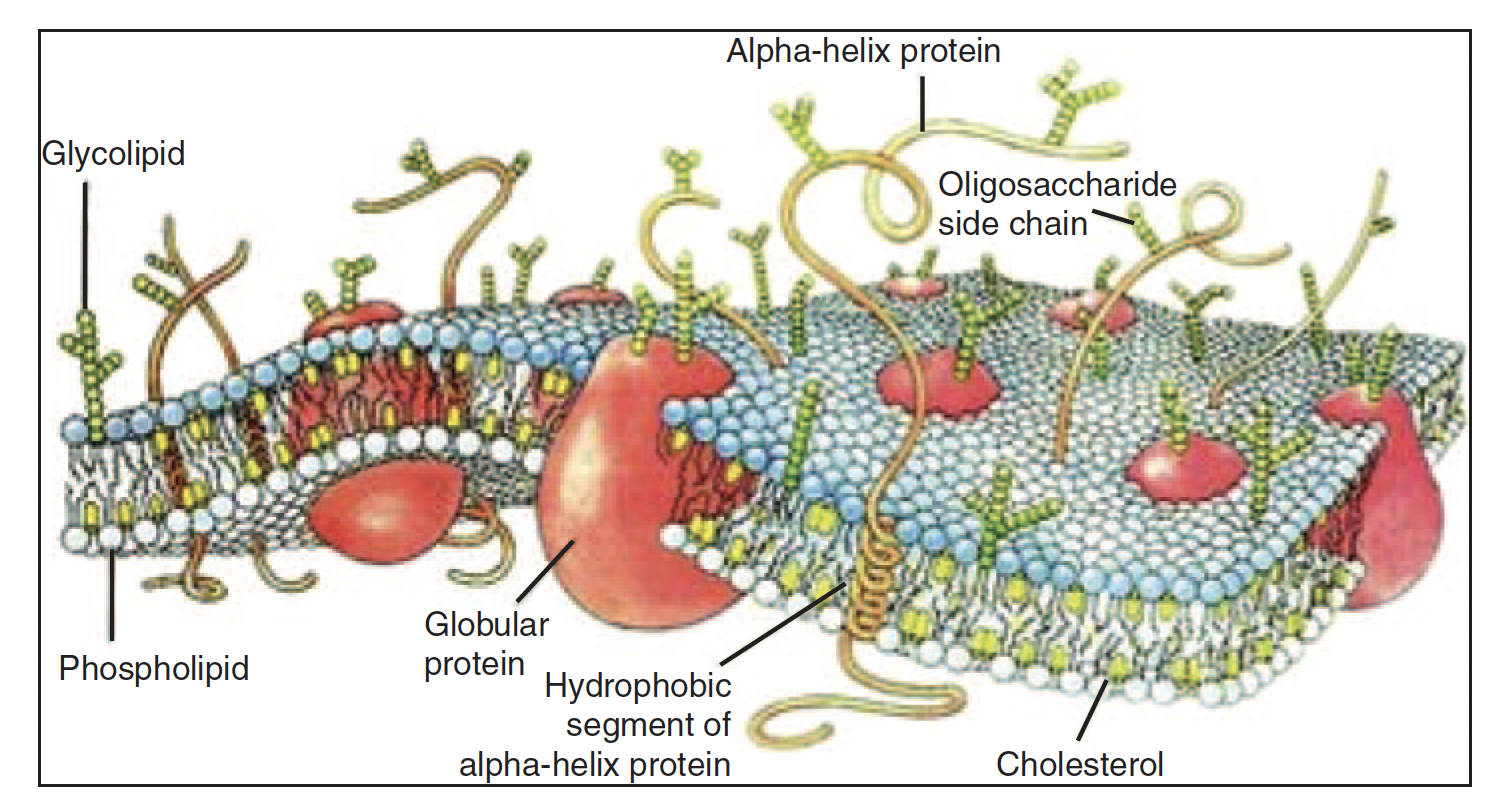 Alpha-helix protein
Glycolipid
Oligosaccharide
side chain
Globular
protein
Phospholipid
Hydrophobic
segment of
alpha-helix protein
Cholesterol